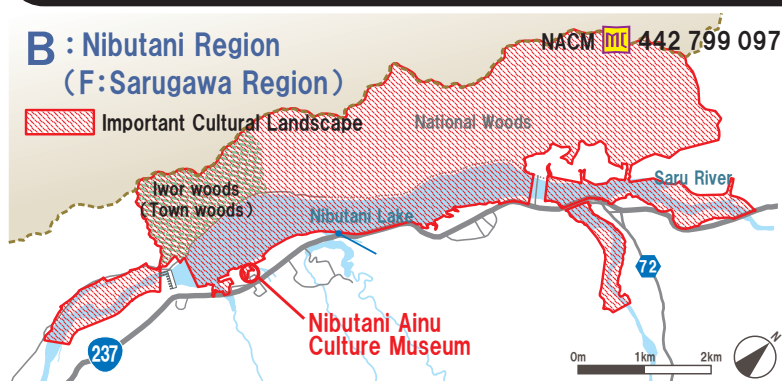 B : Nibutani Region
(F:Sarugawa Region)
NACM MC 442 799 097
Important Cultural Landscape
National Woods
Iwor woods
(Town woods)
Saru River
Nibutani Lake
72
Nibutani Ainu
Culture Museum
237
0m 1km 2km
N